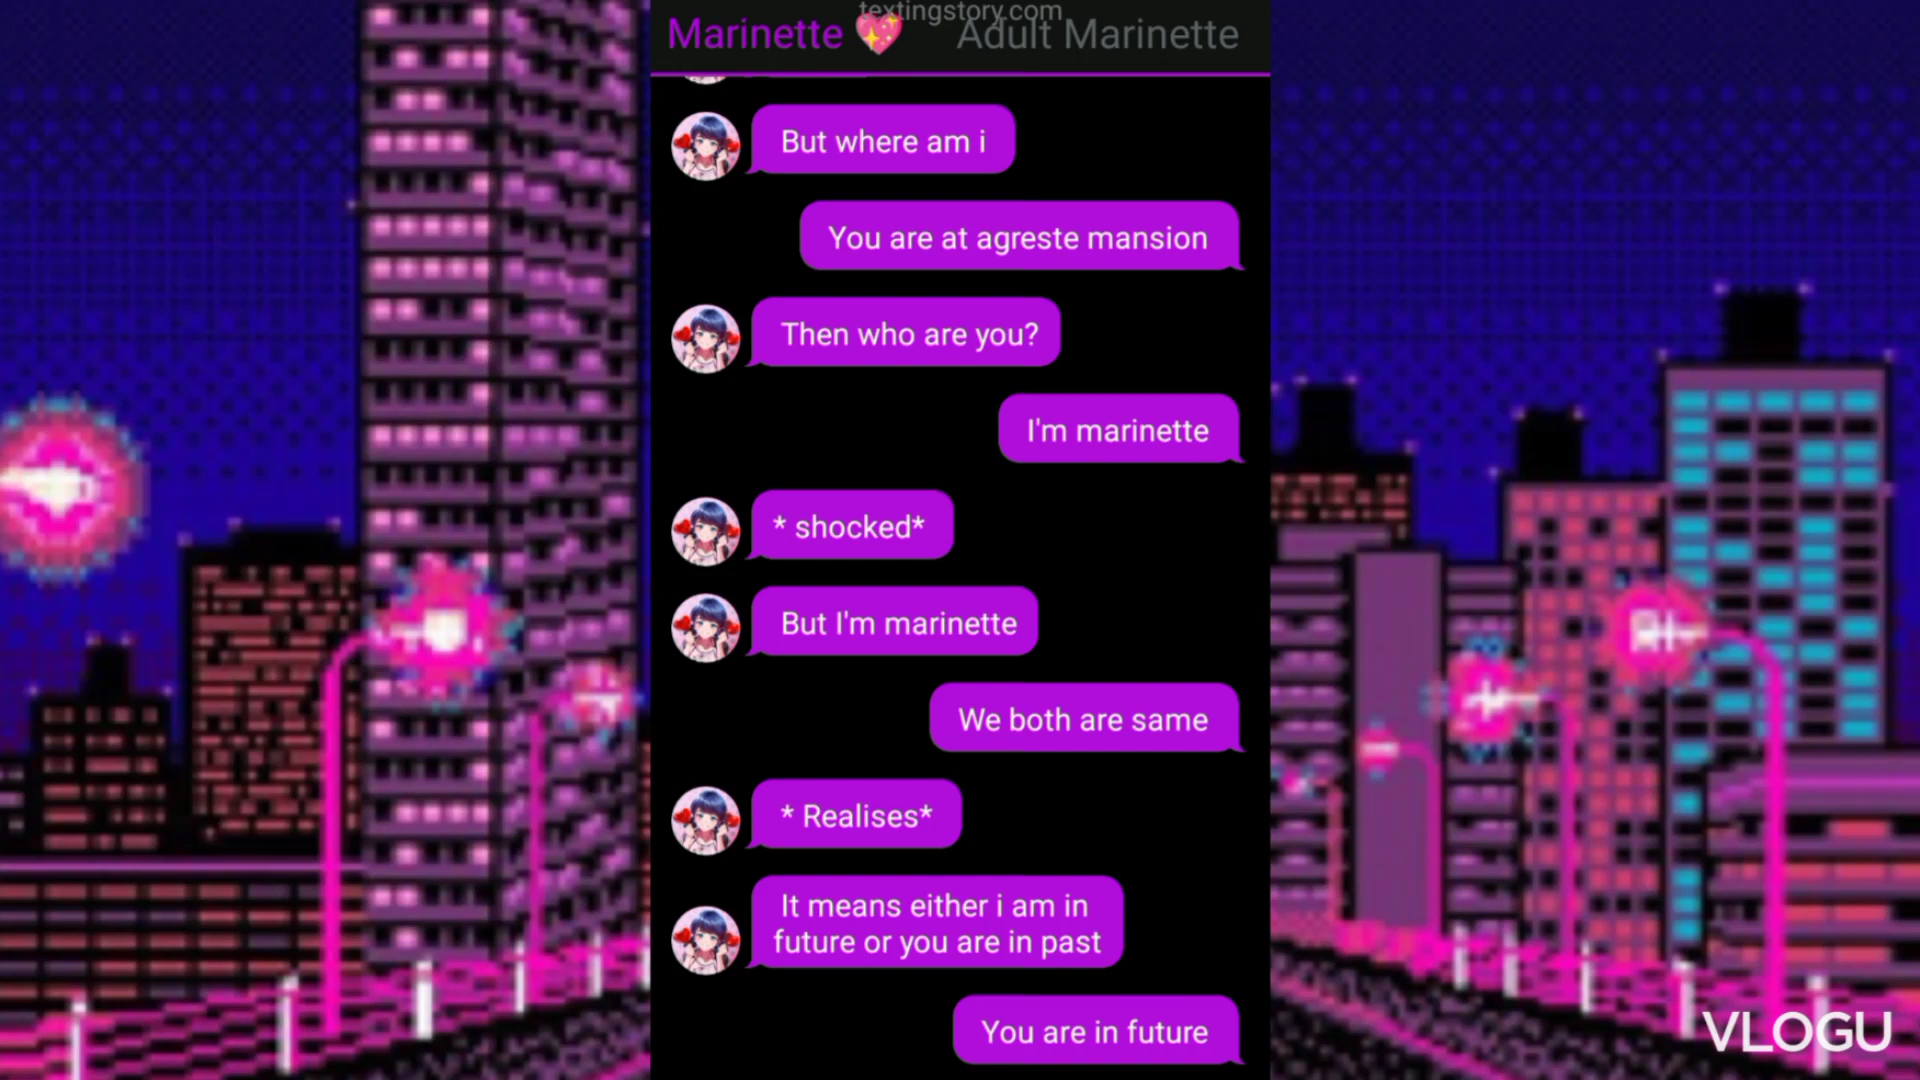 textingstory.com
Marinette 💖 Adult Marinette
But where am i
You are at agreste mansion
Then who are you?
I'm marinette
* shocked*
But I'm marinette
We both are same
* Realises*
It means either i am in
future or you are in past
You are in future
VLOGU